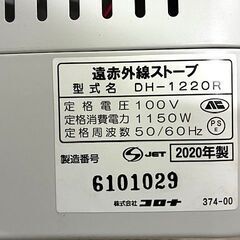 遠赤外線ストーブ
型式名 DH-1220R
定格電圧 100V
定格消費電力 1150W
定格周波数 50/60Hz
PS E
製造番号 S JET 2020年製
6101029
株式会社 コロナ 374-00